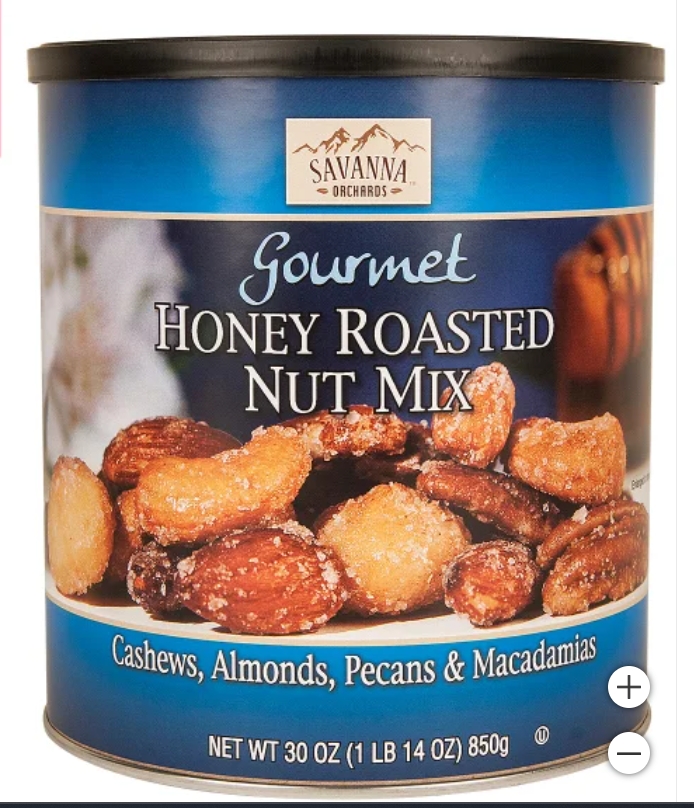 SAVANNA
ORCHARDS
Gourmet
HONEY ROASTED
NUT MIX
Cashews, Almonds, Pecans & Macadamias
NET WT 30 OZ (1 LB 14 OZ) 850g Ⓤ